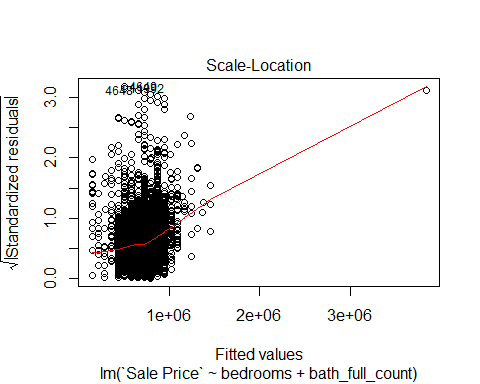 Scale-Location
√|Standardized residuals|
3.0
2.0
1.0
0.0
1e+06 2e+06 3e+06
Fitted values
lm(`Sale Price` ~ bedrooms + bath_full_count)